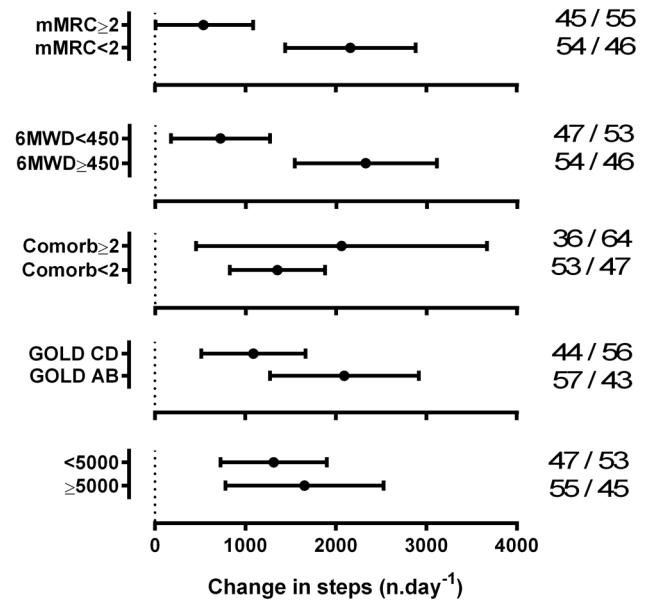 mMRC≥2 45 / 55
mMRC<2 54 / 46
6MWD<450 47 / 53
6MWD≥450 54 / 46
Comorb≥2 36 / 64
Comorb<2 53 / 47
GOLD CD 44 / 56
GOLD AB 57 / 43
<5000 47 / 53
≥5000 55 / 45
0 1000 2000 3000 4000
Change in steps (n.day⁻¹)